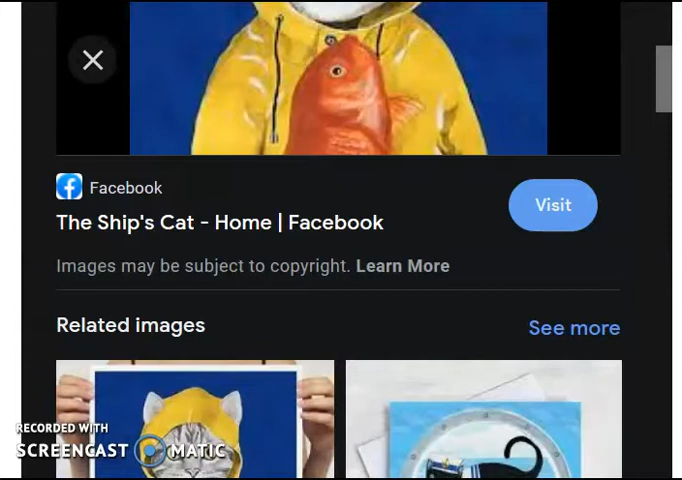 Facebook
Visit
The Ship's Cat - Home | Facebook
Images may be subject to copyright. Learn More
Related images
See more
RECORDED WITH
SCREENCAST MATIC